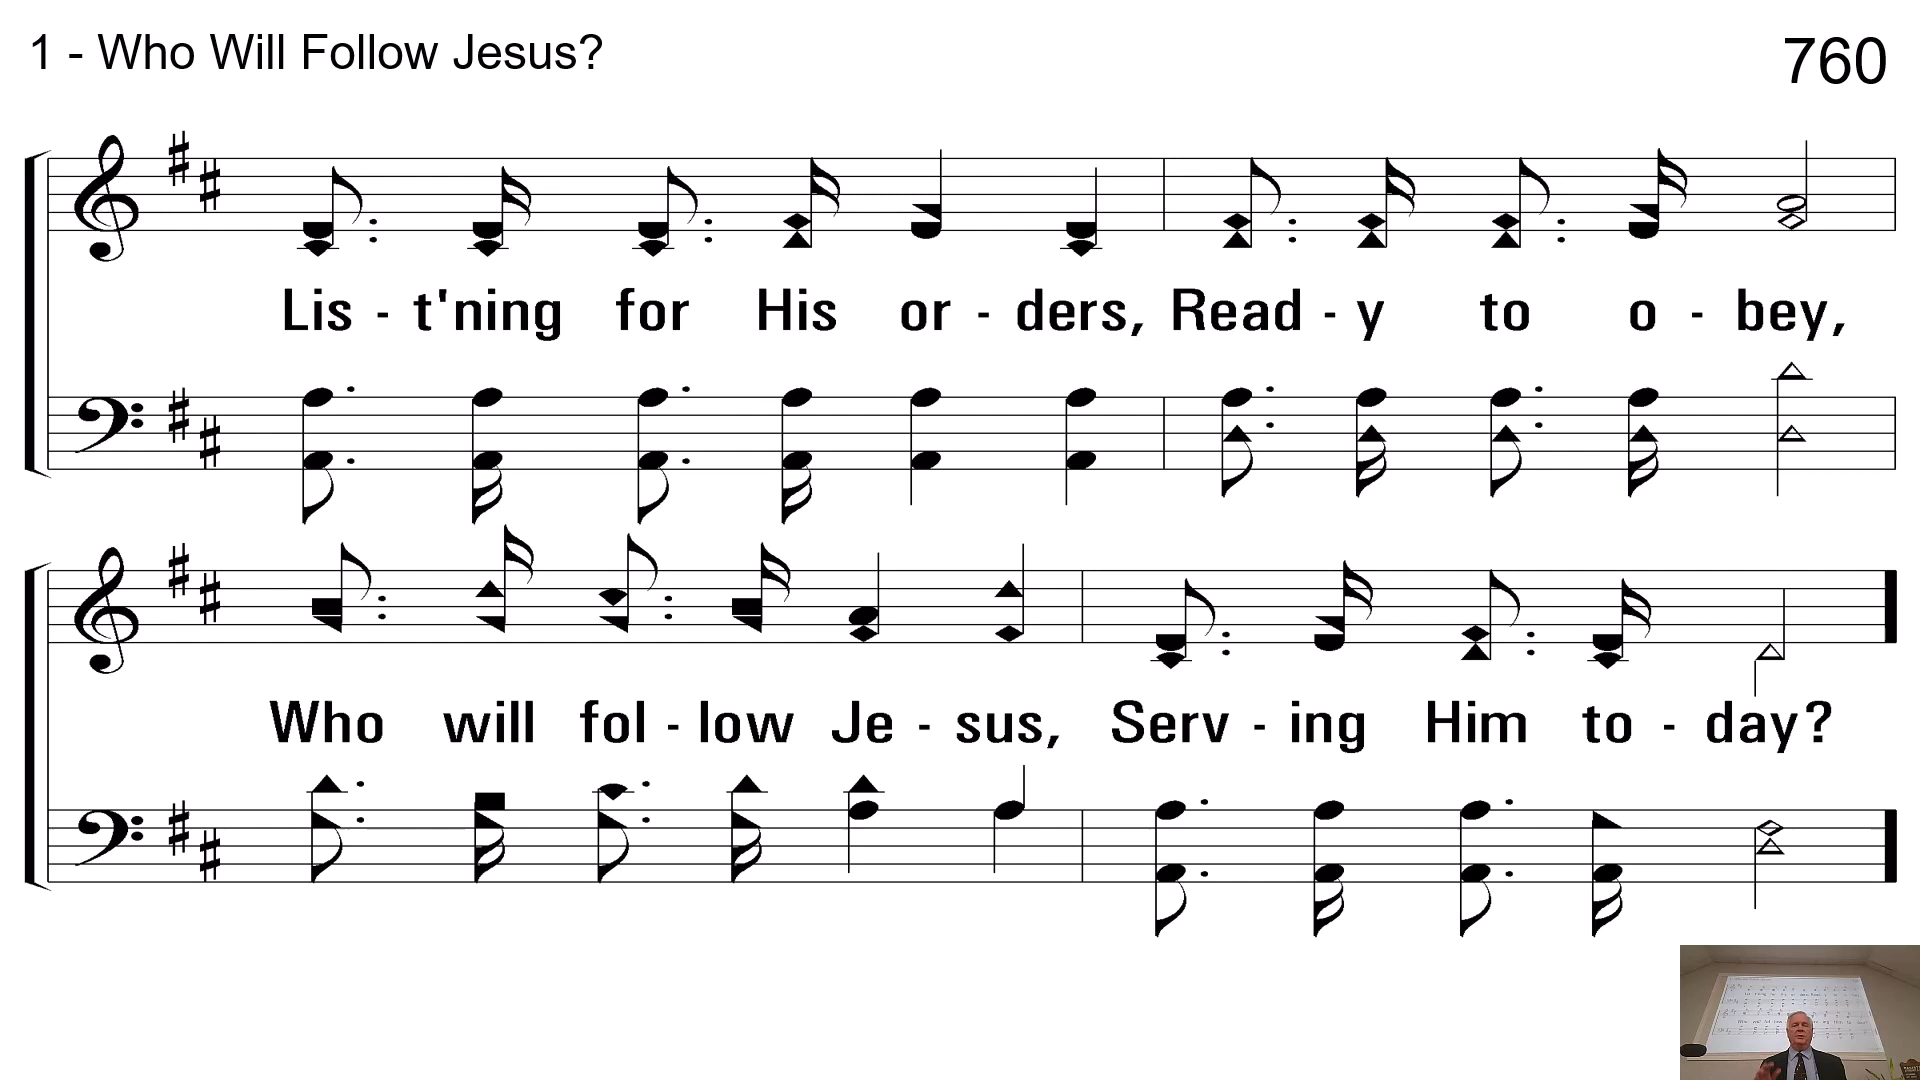 1 - Who Will Follow Jesus?
760
Lis - t'ning for His or - ders, Read - y to o - bey,
Who will fol - low Je - sus, Serv - ing Him to - day?